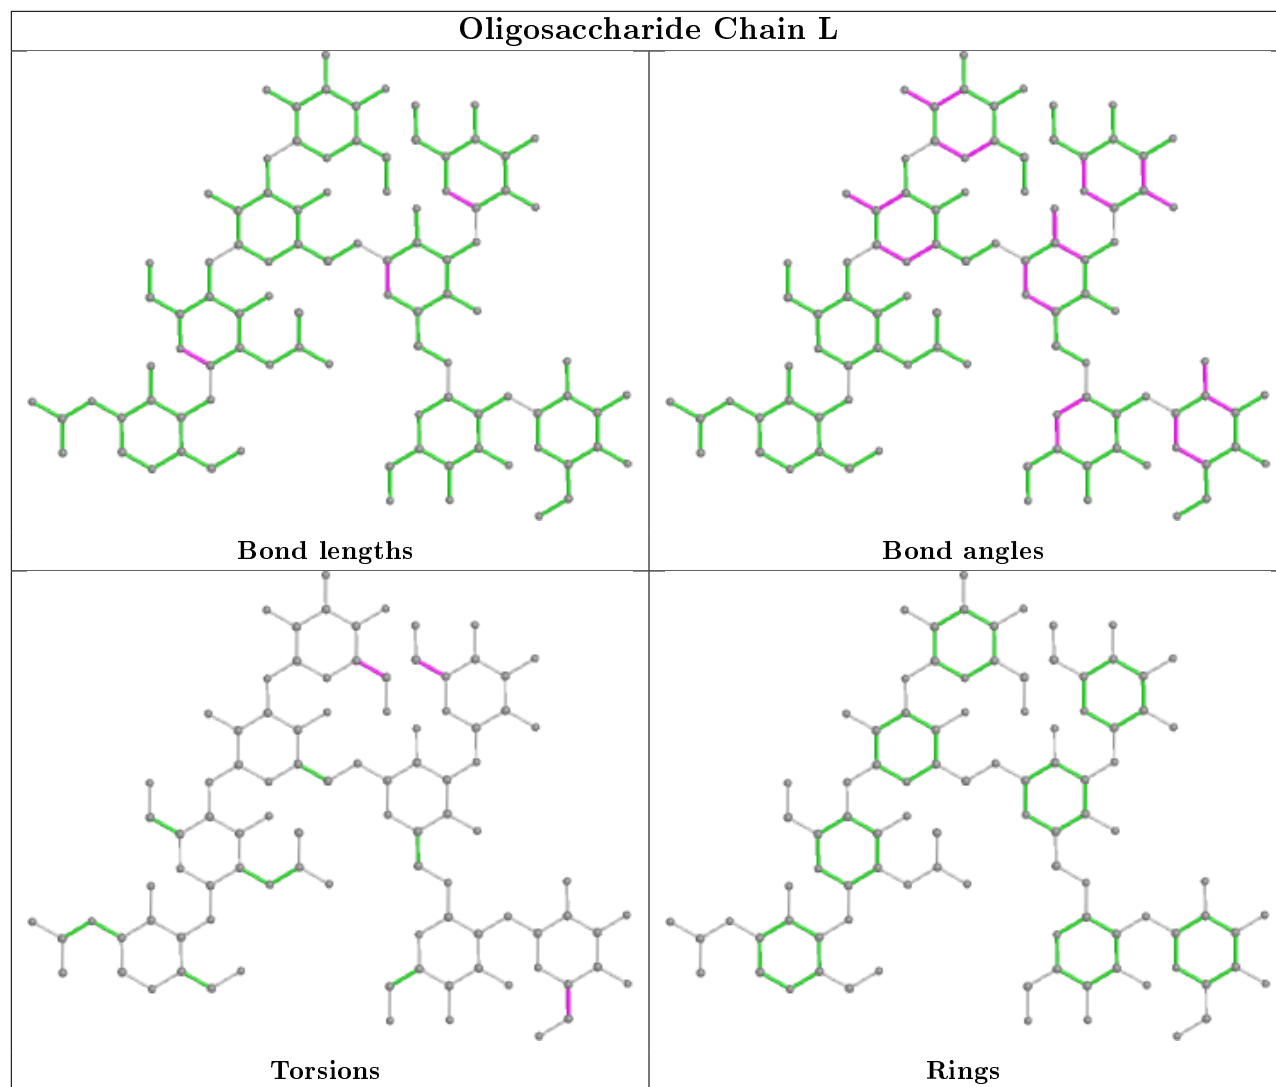 Oligosaccharide Chain L
Bond lengths
Bond angles
Torsions
Rings